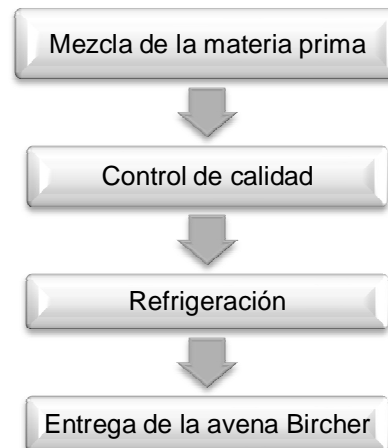 Mezcla de la materia prima
Control de calidad
Refrigeración
Entrega de la avena Bircher